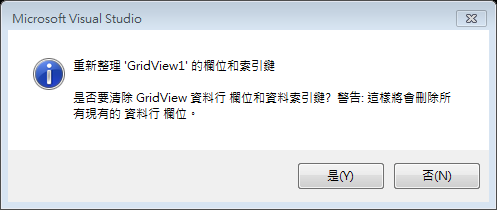 Microsoft Visual Studio
重新整理 'GridView1' 的欄位和索引鍵
是否要清除 GridView 資料行 欄位和資料索引鍵? 警告: 這樣將會刪除所
有現有的 資料行 欄位。
是(Y)
否(N)